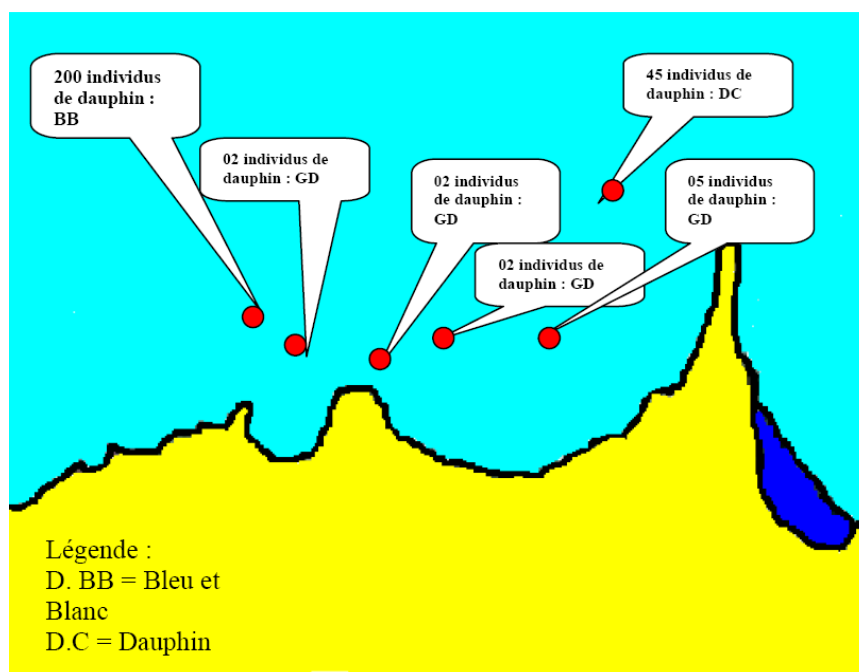 200 individus
de dauphin :
BB
02 individus de
dauphin : GD
02 individus
de dauphin :
GD
02 individus de
dauphin : GD
45 individus de
dauphin : DC
05 individus
de dauphin :
GD
Légende :
D. BB = Bleu et
Blanc
D.C = Dauphin